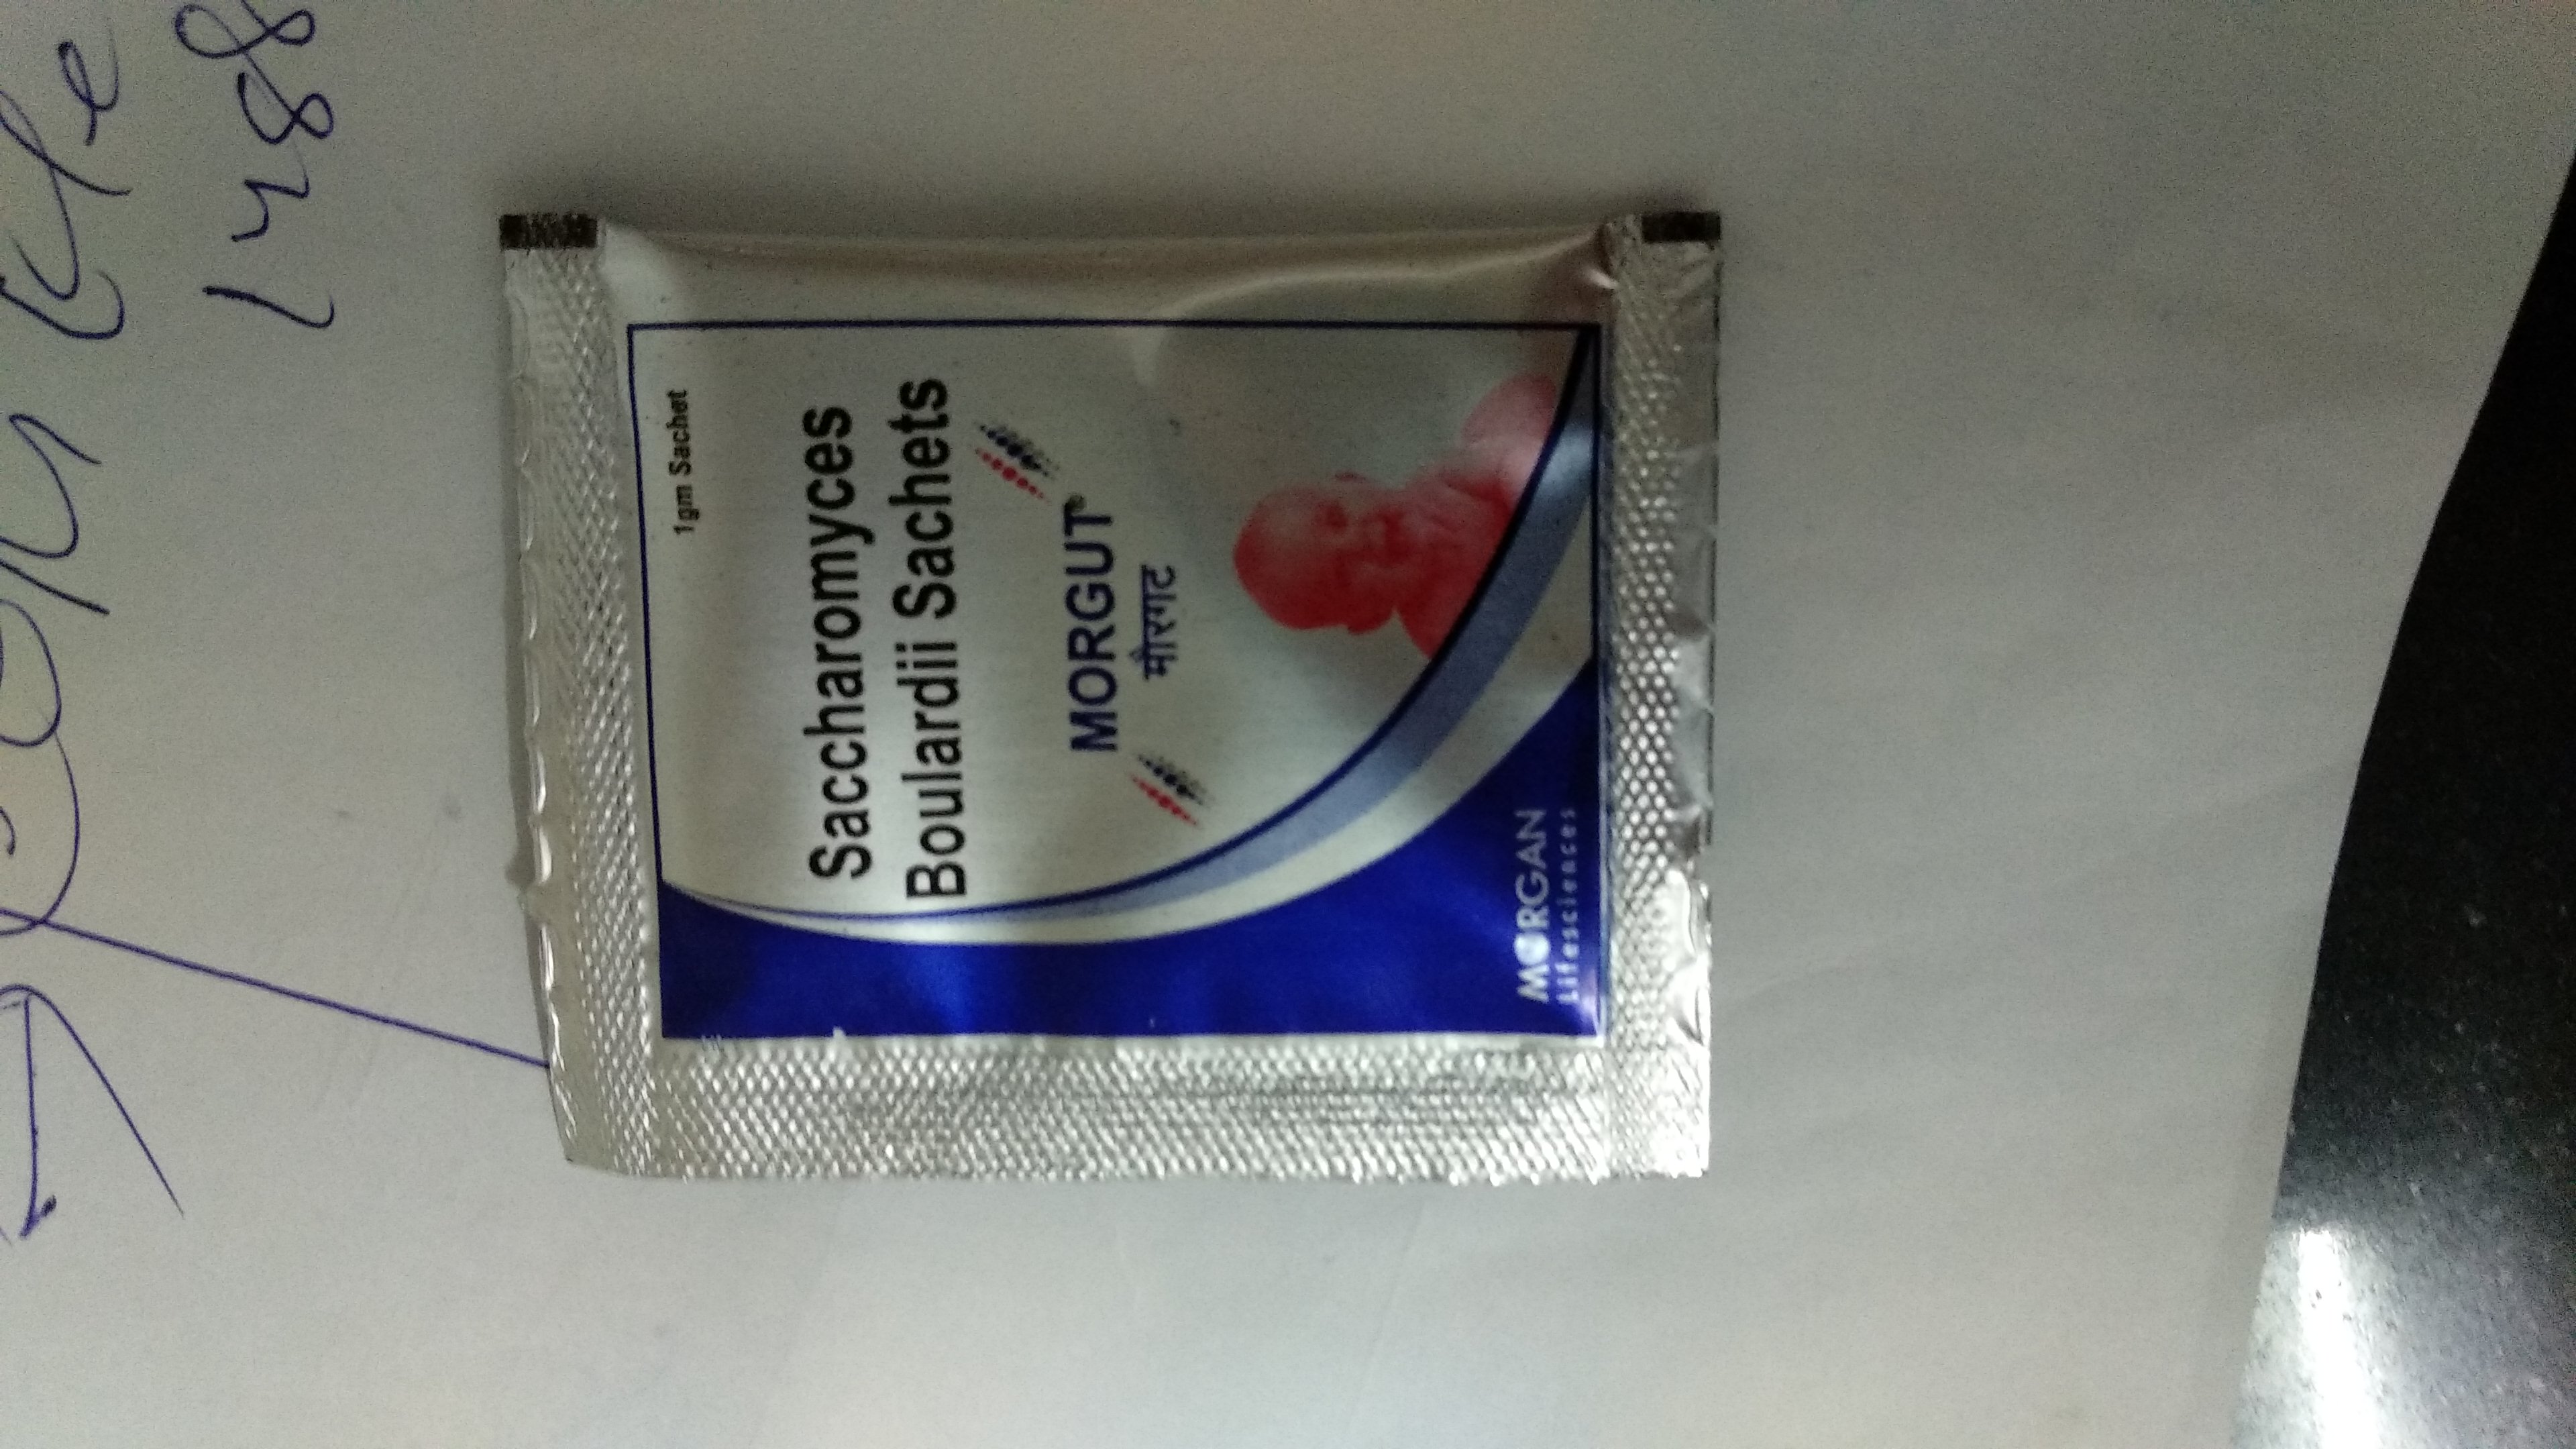 1488
1gm Sachet
Saccharomyces
Boulardii Sachets
MORGUT®
मौरगट
MORGAN
Lifesciences